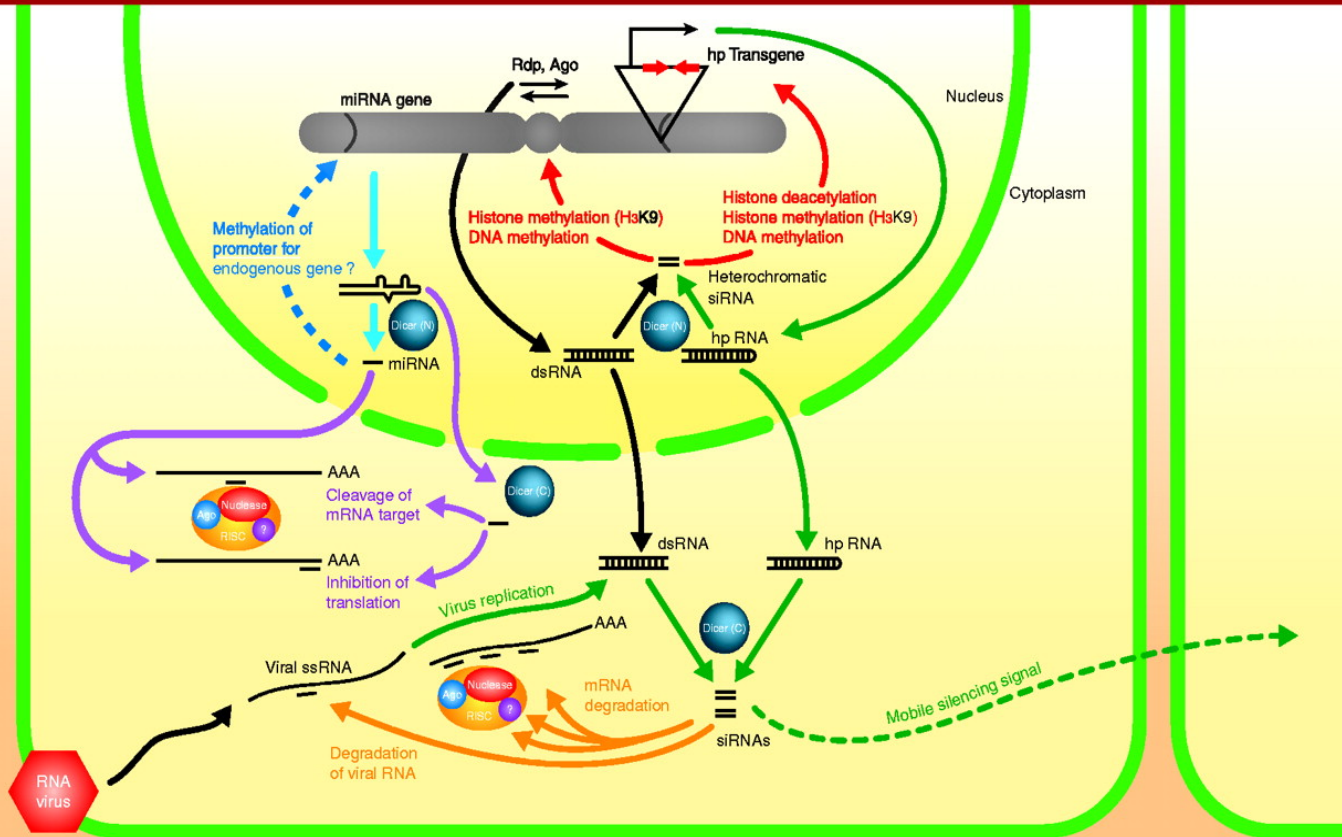 Rdp, Ago
hp Transgene
miRNA gene
Nucleus
Cytoplasm
Methylation of
promoter for
endogenous gene ?
Histone methylation (H3K9)
DNA methylation
Histone deacetylation
Histone methylation (H3K9)
DNA methylation
Heterochromatic
siRNA
Dicer (N)
Dicer (N)
hp RNA
miRNA
dsRNA
AAA
Cleavage of
mRNA target
Dicer (C)
Ago
Nuclease
?
RISC
AAA
Inhibition of
translation
dsRNA
hp RNA
Virus replication
AAA
Dicer (C)
Viral ssRNA
Ago
Nuclease
?
RISC
mRNA
degradation
Mobile silencing signal
siRNAs
Degradation
of viral RNA
RNA
virus